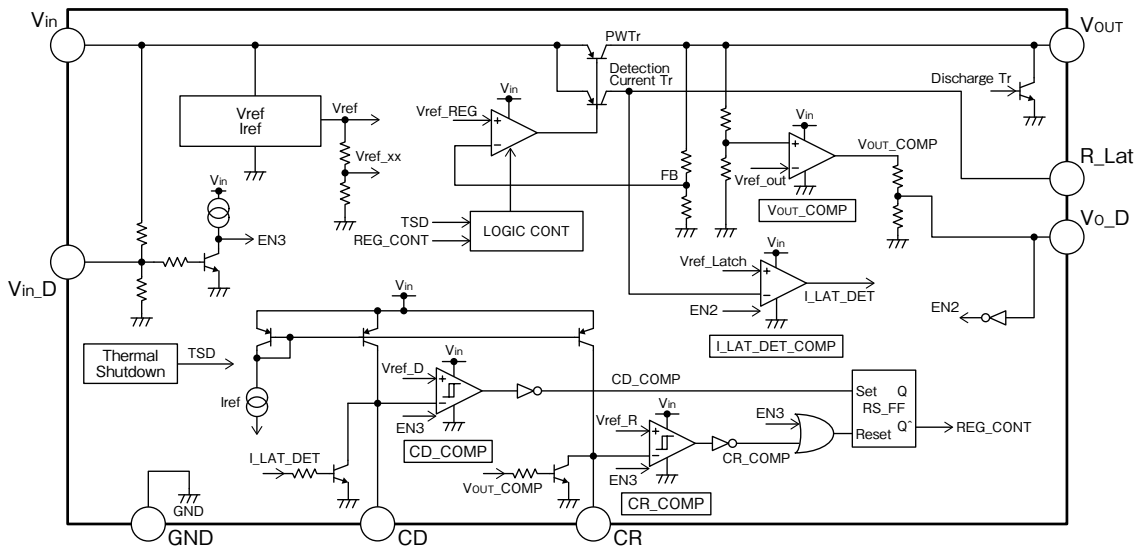 Vin
VOUT
PWTr
Detection
Current Tr
Discharge Tr
Vref
Iref
Vref
Vref_xx
Vin
Vref_REG
+
−
Vin
+
−
VOUT_COMP
Vref_out
VOUT_COMP
R_Lat
FB
Vin
EN3
TSD
REG_CONT
LOGIC CONT
VO_D
Vin_D
Vin
Vref_Latch
+
−
I_LAT_DET
EN2
I_LAT_DET_COMP
EN2
Vin
Thermal
Shutdown
TSD
Iref
Vin
Vref_D
+
−
EN3
CD_COMP
CD_COMP
Set Q
RS_FF
Q^
Reset
REG_CONT
Vin
Vref_R
+
−
EN3
CR_COMP
EN3
CR_COMP
I_LAT_DET
VOUT_COMP
GND
GND
CD
CR